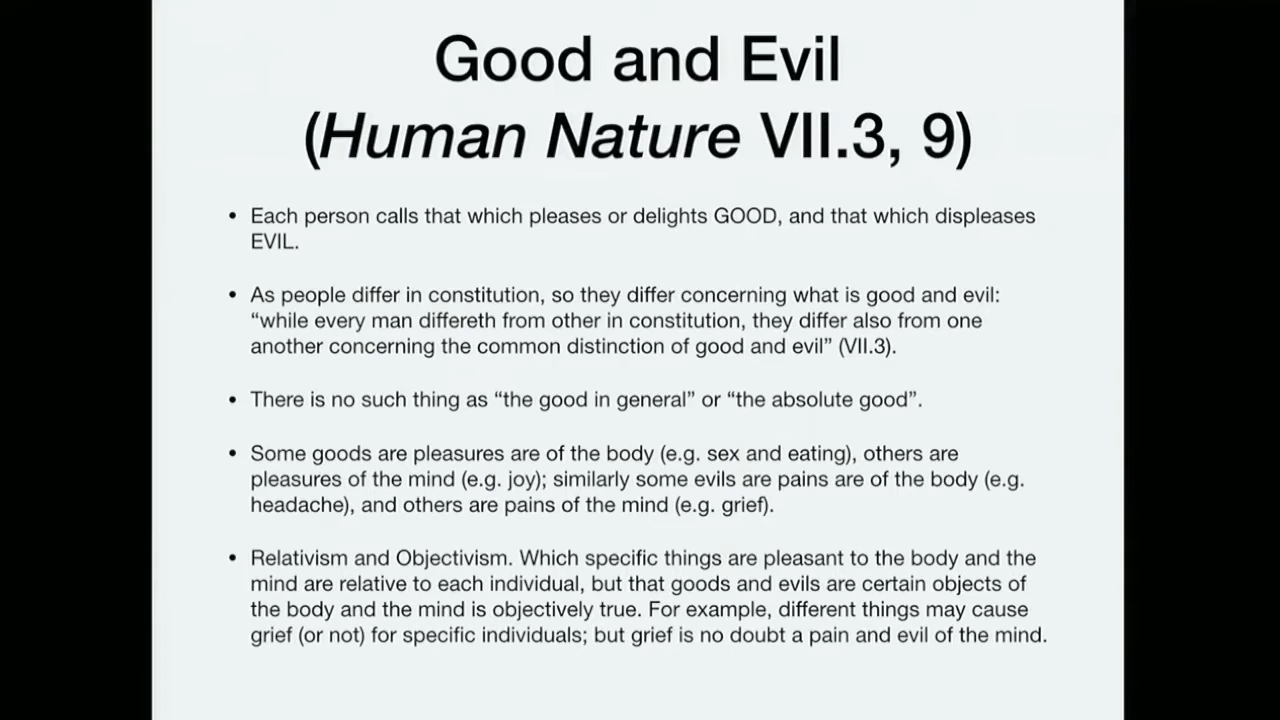 Good and Evil
(Human Nature VII.3, 9)
• Each person calls that which pleases or delights GOOD, and that which displeases
EVIL.
• As people differ in constitution, so they differ concerning what is good and evil:
“while every man differeth from other in constitution, they differ also from one
another concerning the common distinction of good and evil” (VII.3).
• There is no such thing as “the good in general” or “the absolute good”.
• Some goods are pleasures are of the body (e.g. sex and eating), others are
pleasures of the mind (e.g. joy); similarly some evils are pains are of the body (e.g.
headache), and others are pains of the mind (e.g. grief).
• Relativism and Objectivism. Which specific things are pleasant to the body and the
mind are relative to each individual, but that goods and evils are certain objects of
the body and the mind is objectively true. For example, different things may cause
grief (or not) for specific individuals; but grief is no doubt a pain and evil of the mind.